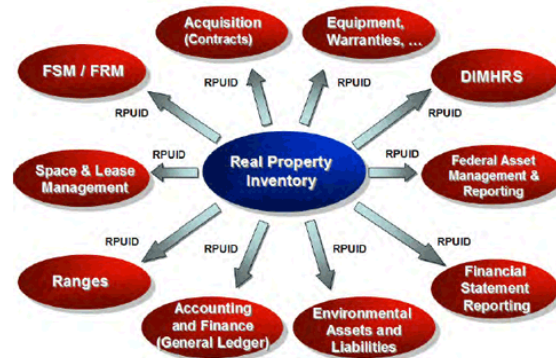 Acquisition
(Contracts)
Equipment,
Warranties, ...
FSM / FRM
DIMHRS
RPUID
RPUID
RPUID
RPUID
Space & Lease
Management
RPUID
Real Property
Inventory
RPUID
Federal Asset
Management &
Reporting
RPUID
RPUID
RPUID
RPUID
Ranges
Accounting
and Finance
(General Ledger)
Environmental
Assets and
Liabilities
Financial
Statement
Reporting